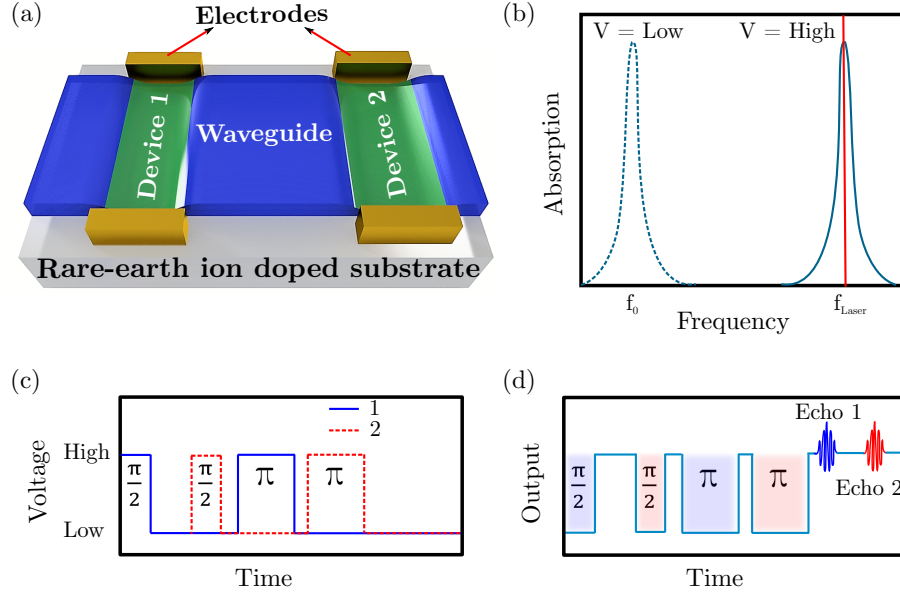 (a)
Electrodes
Device 1
Waveguide
Device 2
Rare-earth ion doped substrate
(b)
V = Low
V = High
Absorption
f₀
f_Laser
Frequency
(c)
1
2
High
Low
π/2
π/2
π
π
Voltage
Time
(d)
Echo 1
Echo 2
π/2
π/2
π
π
Output
Time